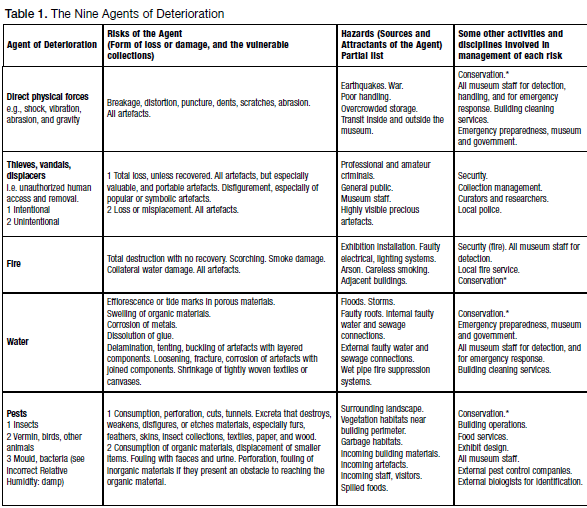 Table 1. The Nine Agents of Deterioration
Agent of Deterioration
Risks of the Agent
(Form of loss or damage, and the vulnerable
collections)
Hazards (Sources and
Attractants of the Agent)
Partial list
Some other activities and
disciplines involved in
management of each risk
Direct physical forces
e.g., shock, vibration,
abrasion, and gravity
Breakage, distortion, puncture, dents, scratches, abrasion.
All artefacts.
Earthquakes. War.
Poor handling.
Overcrowded storage.
Transit inside and outside the
museum.
Conservation.*
All museum staff for detection,
handling, and for emergency
response. Building cleaning
services.
Emergency preparedness, museum
and government.
Thieves, vandals,
displacers
i.e. unauthorized human
access and removal.
1 Intentional
2 Unintentional
1 Total loss, unless recovered. All artefacts, but especially
valuable, and portable artefacts. Disfigurement, especially of
popular or symbolic artefacts.
2 Loss or misplacement. All artefacts.
Professional and amateur
criminals.
General public.
Museum staff.
Highly visible precious
artefacts.
Security.
Collection management.
Curators and researchers.
Local police.
Fire
Total destruction with no recovery. Scorching. Smoke damage.
Collateral water damage. All artefacts.
Exhibition installation. Faulty
electrical, lighting systems.
Arson. Careless smoking.
Adjacent buildings.
Security (fire). All museum staff for
detection.
Local fire service.
Conservation*
Water
Efflorescence or tide marks in porous materials.
Swelling of organic materials.
Corrosion of metals.
Dissolution of glue.
Delamination, tenting, buckling of artefacts with layered
components. Loosening, fracture, corrosion of artefacts with
joined components. Shrinkage of tightly woven textiles or
canvases.
Floods. Storms.
Faulty roofs. Internal faulty
water and sewage
connections.
External faulty water and
sewage connections.
Wet pipe fire suppression
systems.
Conservation.*
Emergency preparedness, museum
and government.
All museum staff for detection, and
for emergency response.
Building cleaning services.
Pests
1 Insects
2 Vermin, birds, other
animals
3 Mould, bacteria (see
Incorrect Relative
Humidity: damp)
1 Consumption, perforation, cuts, tunnels. Excreta that destroys,
weakens, disfigures, or etches materials, especially furs,
feathers, skins, insect collections, textiles, paper, and wood.
2 Consumption of organic materials, displacement of smaller
items. Fouling with faeces and urine. Perforation, fouling of
inorganic materials if they present an obstacle to reaching the
organic material.
Surrounding landscape.
Vegetation habitats near
building perimeter.
Garbage habitats.
Incoming building materials.
Incoming artefacts.
Incoming staff, visitors.
Spilled foods.
Conservation.*
Building operations.
Food services.
Exhibit design.
All museum staff.
External pest control companies.
External biologists for identification.